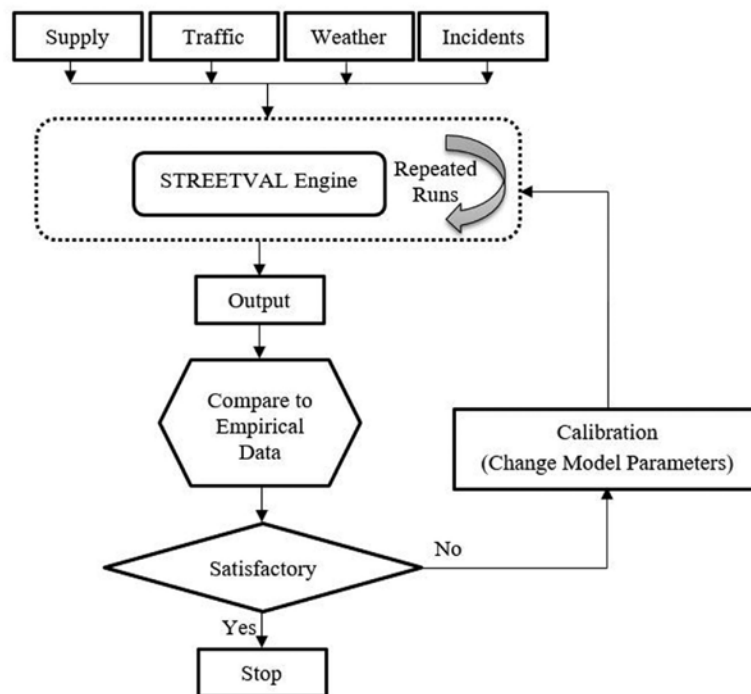 Supply
Traffic
Weather
Incidents
STREETVAL Engine
Repeated
Runs
Output
Compare to
Empirical
Data
Calibration
(Change Model Parameters)
Satisfactory
No
Yes
Stop